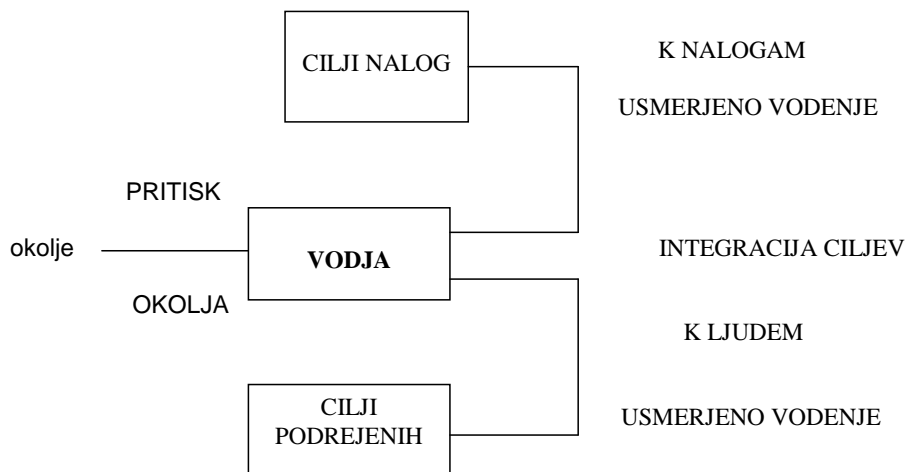 CILJI NALOG
K NALOGAM
USMERJENO VODENJE
PRITISK
okolje
VODJA
INTEGRACIJA CILJEV
OKOLJA
K LJUDEM
CILJI
PODREJENIH
USMERJENO VODENJE